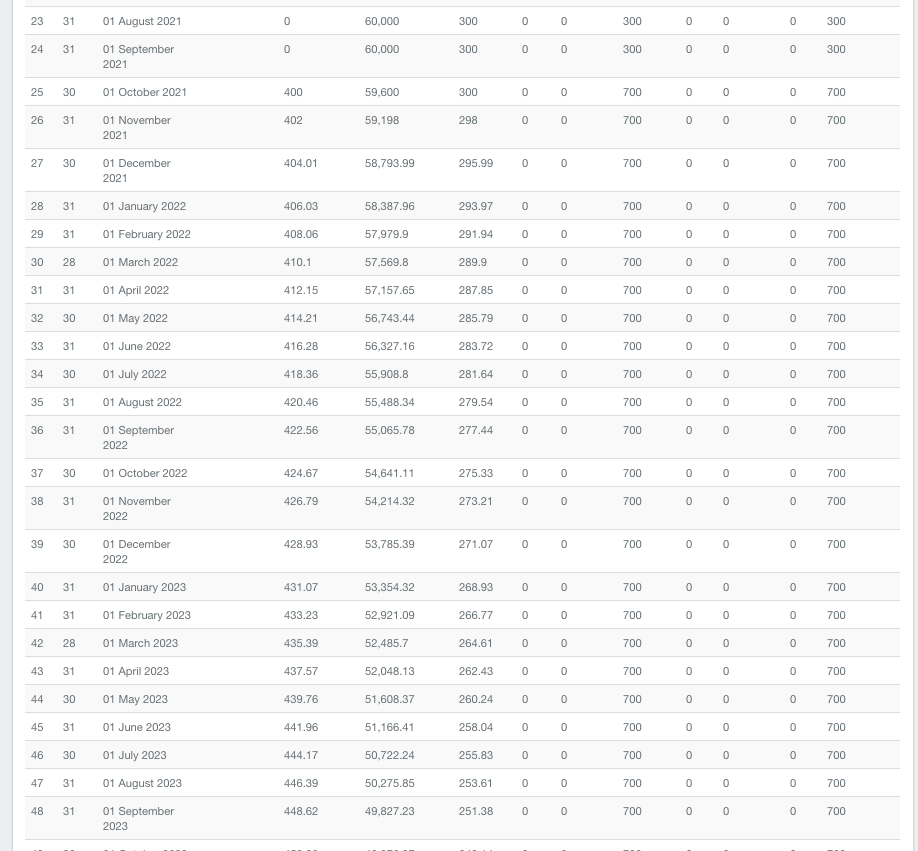 23 31 01 August 2021 0 60,000 300 0 0 300 0 0 0 300
24 31 01 September 0 60,000 300 0 0 300 0 0 0 300
2021
25 30 01 October 2021 400 59,600 300 0 0 700 0 0 0 700
26 31 01 November 402 59,198 298 0 0 700 0 0 0 700
2021
27 30 01 December 404.01 58,793.99 295.99 0 0 700 0 0 0 700
2021
28 31 01 January 2022 406.03 58,387.96 293.97 0 0 700 0 0 0 700
29 31 01 February 2022 408.06 57,979.9 291.94 0 0 700 0 0 0 700
30 28 01 March 2022 410.1 57,569.8 289.9 0 0 700 0 0 0 700
31 31 01 April 2022 412.15 57,157.65 287.85 0 0 700 0 0 0 700
32 30 01 May 2022 414.21 56,743.44 285.79 0 0 700 0 0 0 700
33 31 01 June 2022 416.28 56,327.16 283.72 0 0 700 0 0 0 700
34 30 01 July 2022 418.36 55,908.8 281.64 0 0 700 0 0 0 700
35 31 01 August 2022 420.46 55,488.34 279.54 0 0 700 0 0 0 700
36 31 01 September 422.56 55,065.78 277.44 0 0 700 0 0 0 700
2022
37 30 01 October 2022 424.67 54,641.11 275.33 0 0 700 0 0 0 700
38 31 01 November 426.79 54,214.32 273.21 0 0 700 0 0 0 700
2022
39 30 01 December 428.93 53,785.39 271.07 0 0 700 0 0 0 700
2022
40 31 01 January 2023 431.07 53,354.32 268.93 0 0 700 0 0 0 700
41 31 01 February 2023 433.23 52,921.09 266.77 0 0 700 0 0 0 700
42 28 01 March 2023 435.39 52,485.7 264.61 0 0 700 0 0 0 700
43 31 01 April 2023 437.57 52,048.13 262.43 0 0 700 0 0 0 700
44 30 01 May 2023 439.76 51,608.37 260.24 0 0 700 0 0 0 700
45 31 01 June 2023 441.96 51,166.41 258.04 0 0 700 0 0 0 700
46 30 01 July 2023 444.17 50,722.24 255.83 0 0 700 0 0 0 700
47 31 01 August 2023 446.39 50,275.85 253.61 0 0 700 0 0 0 700
48 31 01 September 448.62 49,827.23 251.38 0 0 700 0 0 0 700
2023